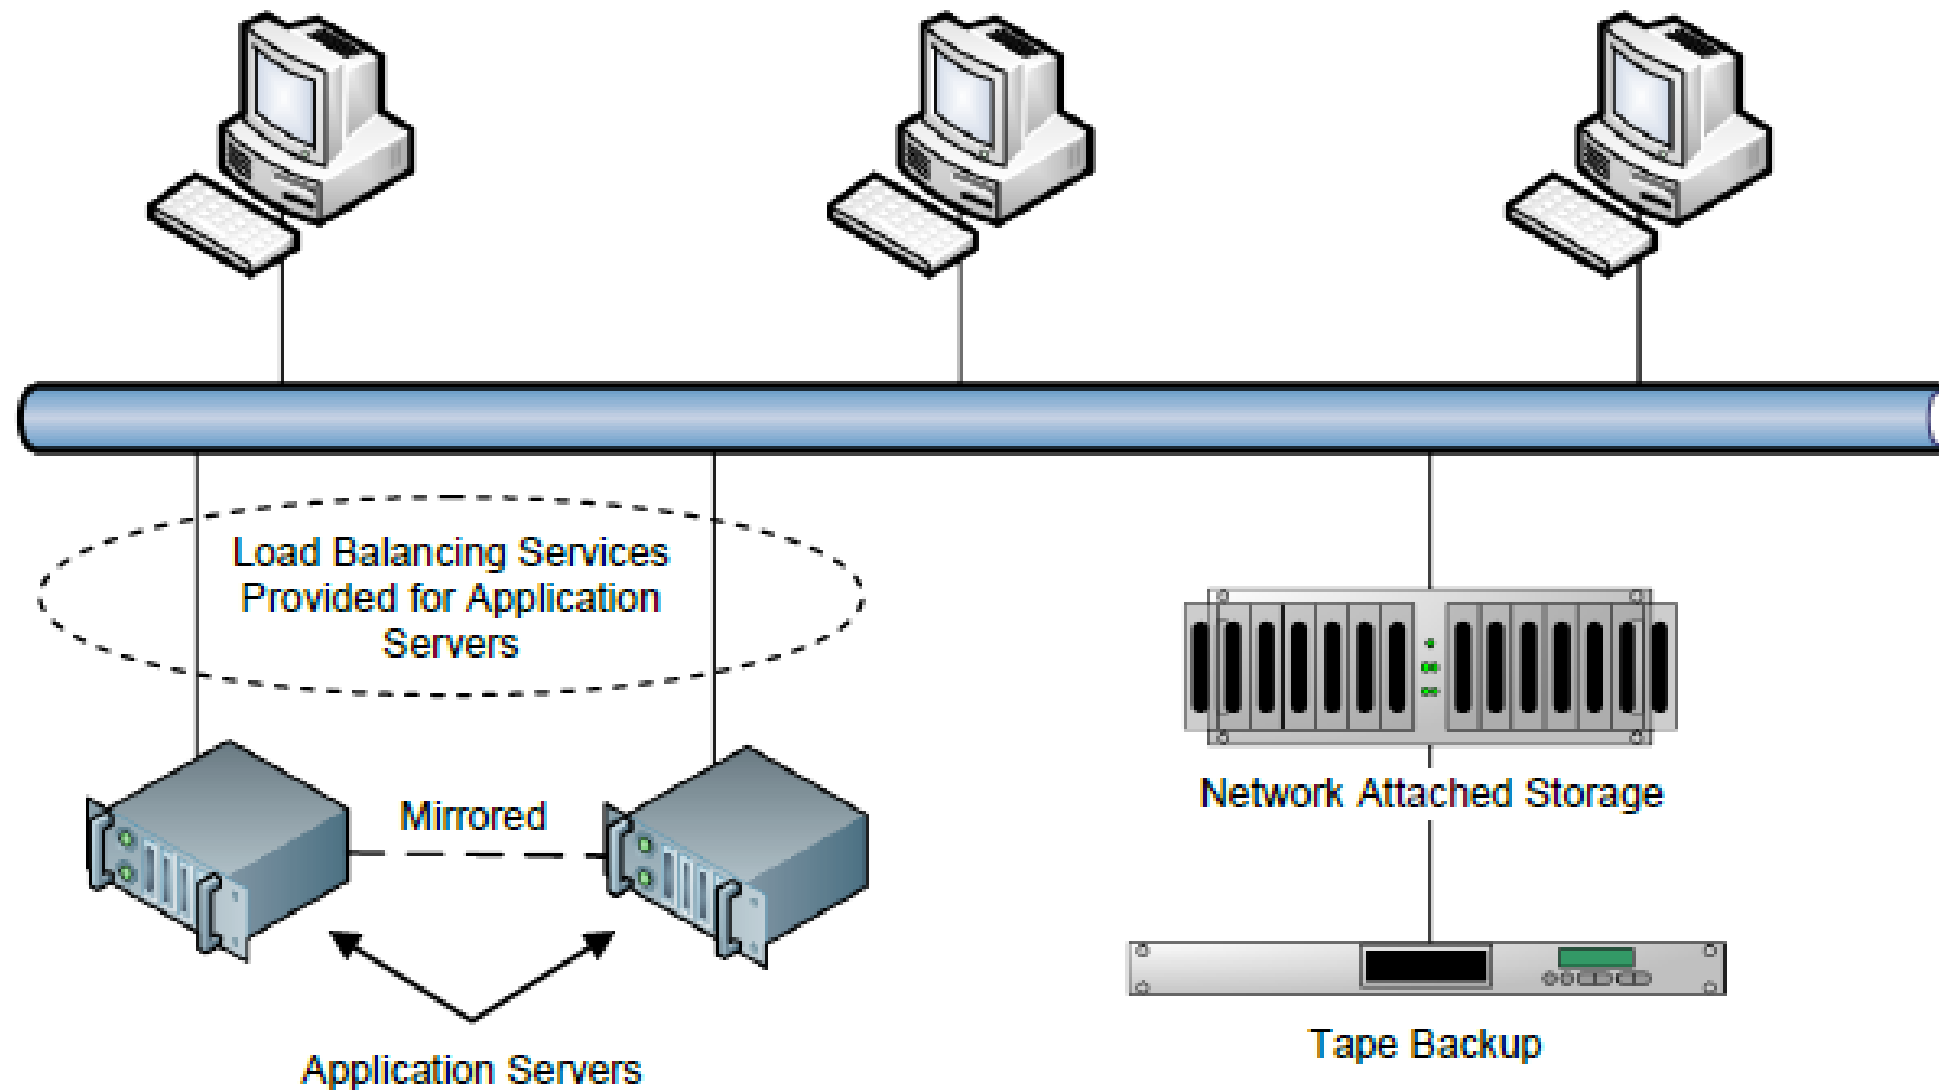 Load Balancing Services
Provided for Application
Servers
Mirrored
Network Attached Storage
Application Servers
Tape Backup